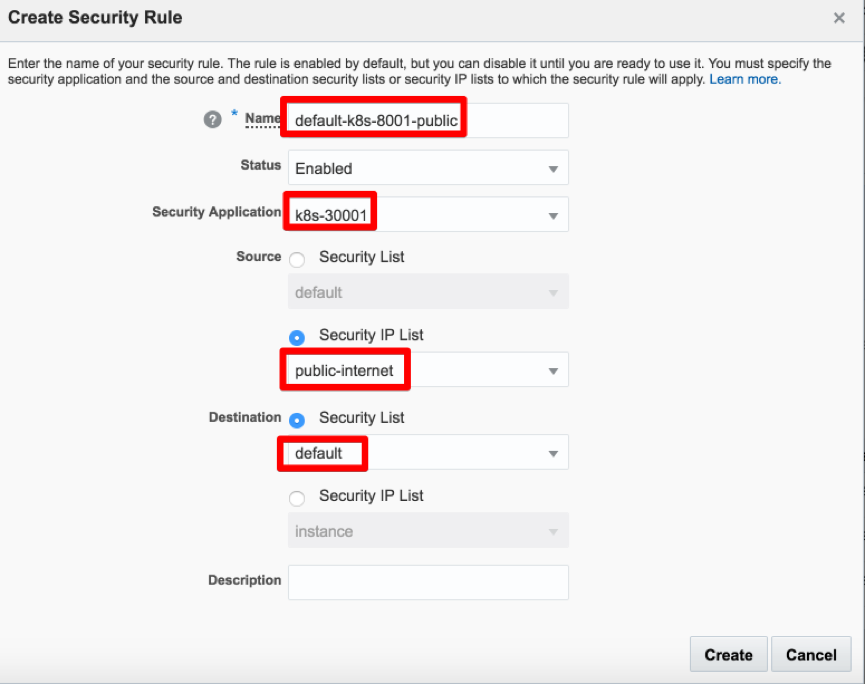 Create Security Rule
Enter the name of your security rule. The rule is enabled by default, but you can disable it until you are ready to use it. You must specify the
security application and the source and destination security lists or security IP lists to which the security rule will apply. Learn more.
? * Name default-k8s-8001-public
Status Enabled
Security Application k8s-30001
Source Security List
default
Security IP List
public-internet
Destination Security List
default
Security IP List
instance
Description
Create Cancel